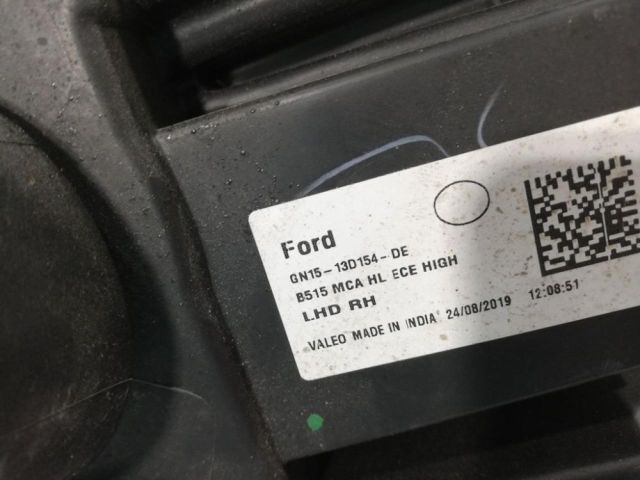 Ford
GN15-13D154-DE
B515 MCA HL ECE HIGH
LHD RH
VALEO MADE IN INDIA 24/08/2019 12:08:51